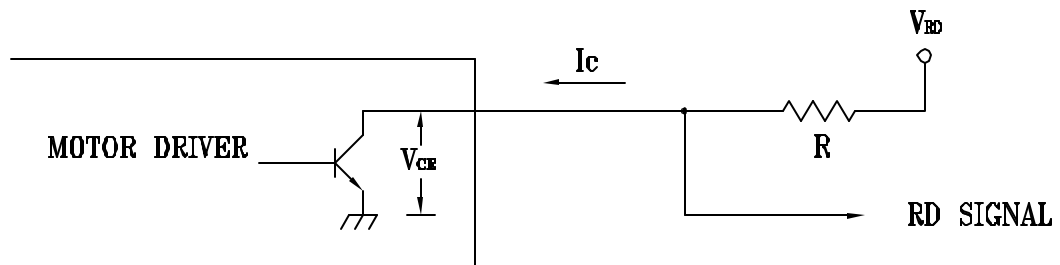 V_RD
Ic
MOTOR DRIVER
V_CE
R
RD SIGNAL